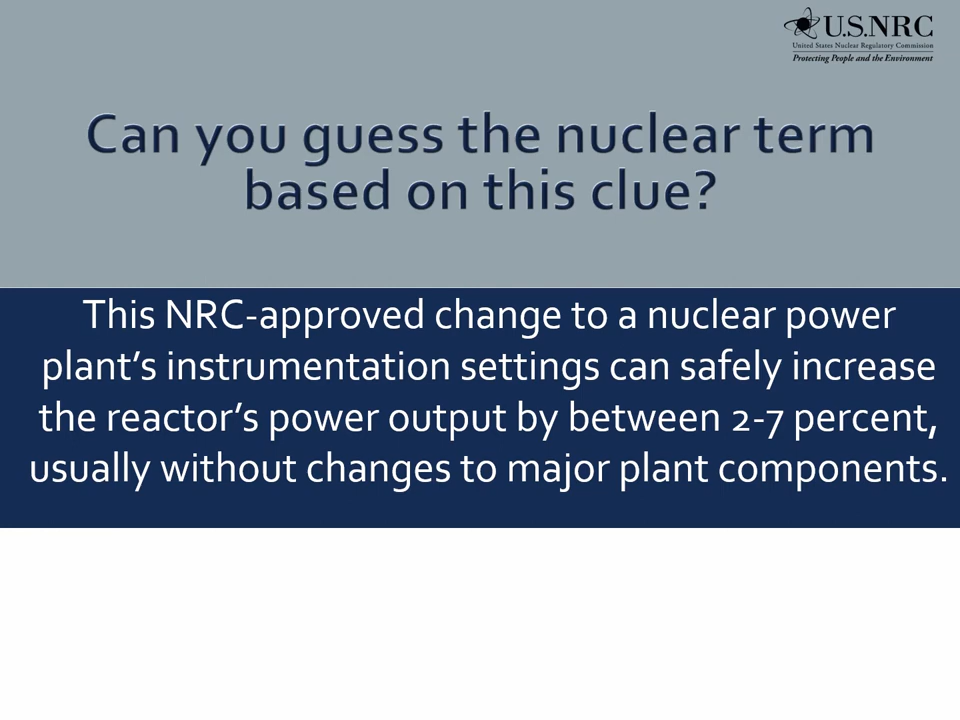 U.S.NRC
United States Nuclear Regulatory Commission
Protecting People and the Environment
Can you guess the nuclear term
based on this clue?
This NRC-approved change to a nuclear power
plant’s instrumentation settings can safely increase
the reactor’s power output by between 2-7 percent,
usually without changes to major plant components.